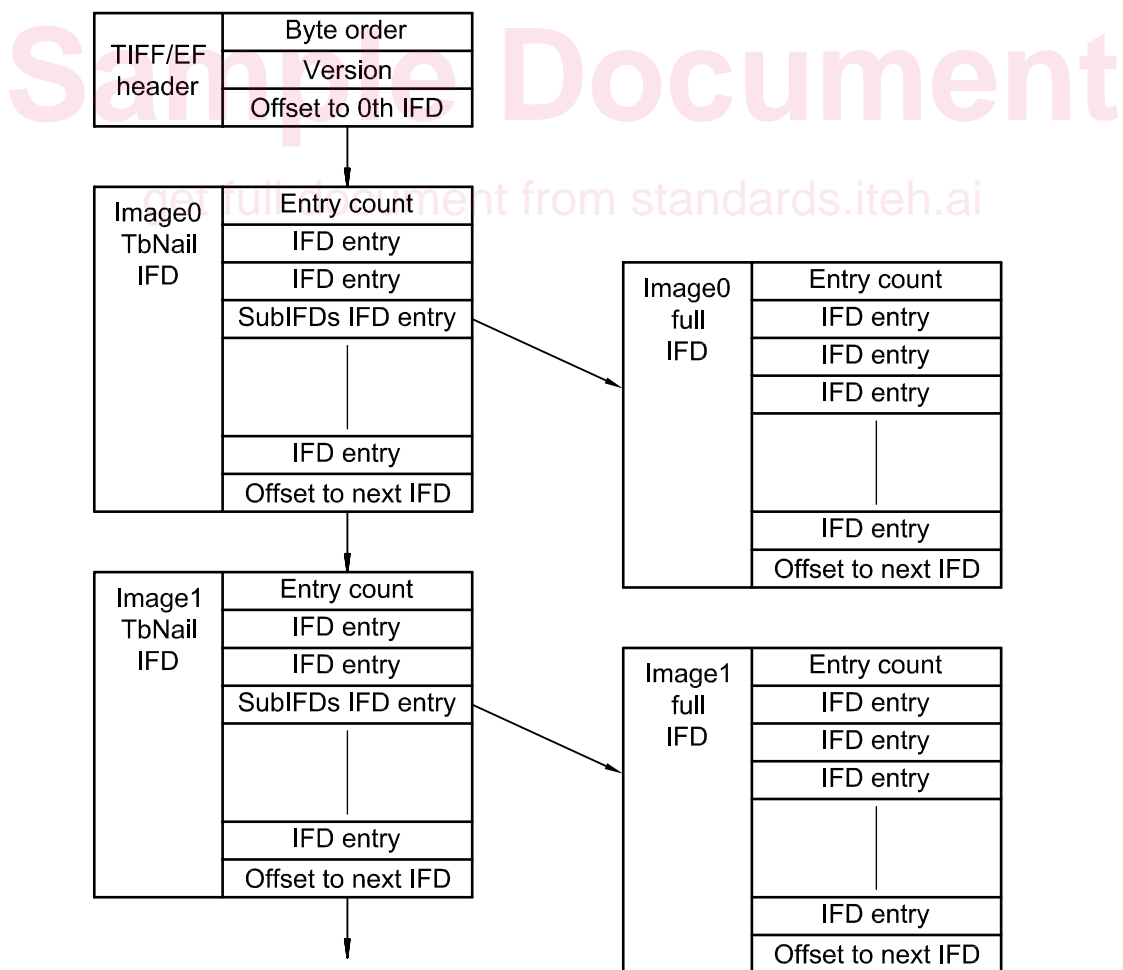 Sample Document
get full document from standards.iteh.ai
TIFF/EF
header
Byte order
Version
Offset to 0th IFD
Image0
TbNail
IFD
Entry count
IFD entry
IFD entry
SubIFDs IFD entry
IFD entry
Offset to next IFD
Image0
full
IFD
Entry count
IFD entry
IFD entry
IFD entry
IFD entry
Offset to next IFD
Image1
TbNail
IFD
Entry count
IFD entry
IFD entry
SubIFDs IFD entry
IFD entry
Offset to next IFD
Image1
full
IFD
Entry count
IFD entry
IFD entry
IFD entry
IFD entry
Offset to next IFD